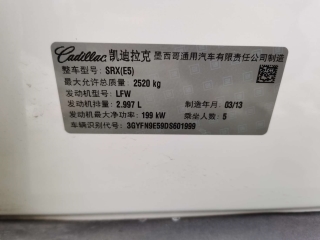 Cadillac 凯迪拉克 墨西哥通用汽车有限责任公司制造
整车型号: SRX(E5)
最大允许总质量: 2520 kg
发动机型号: LFW
发动机排量: 2.997 L 制造年月: 03/13
发动机最大净功率: 199 kW 乘坐人数: 5
车辆识别代号: 3GYFN9E59DS601999